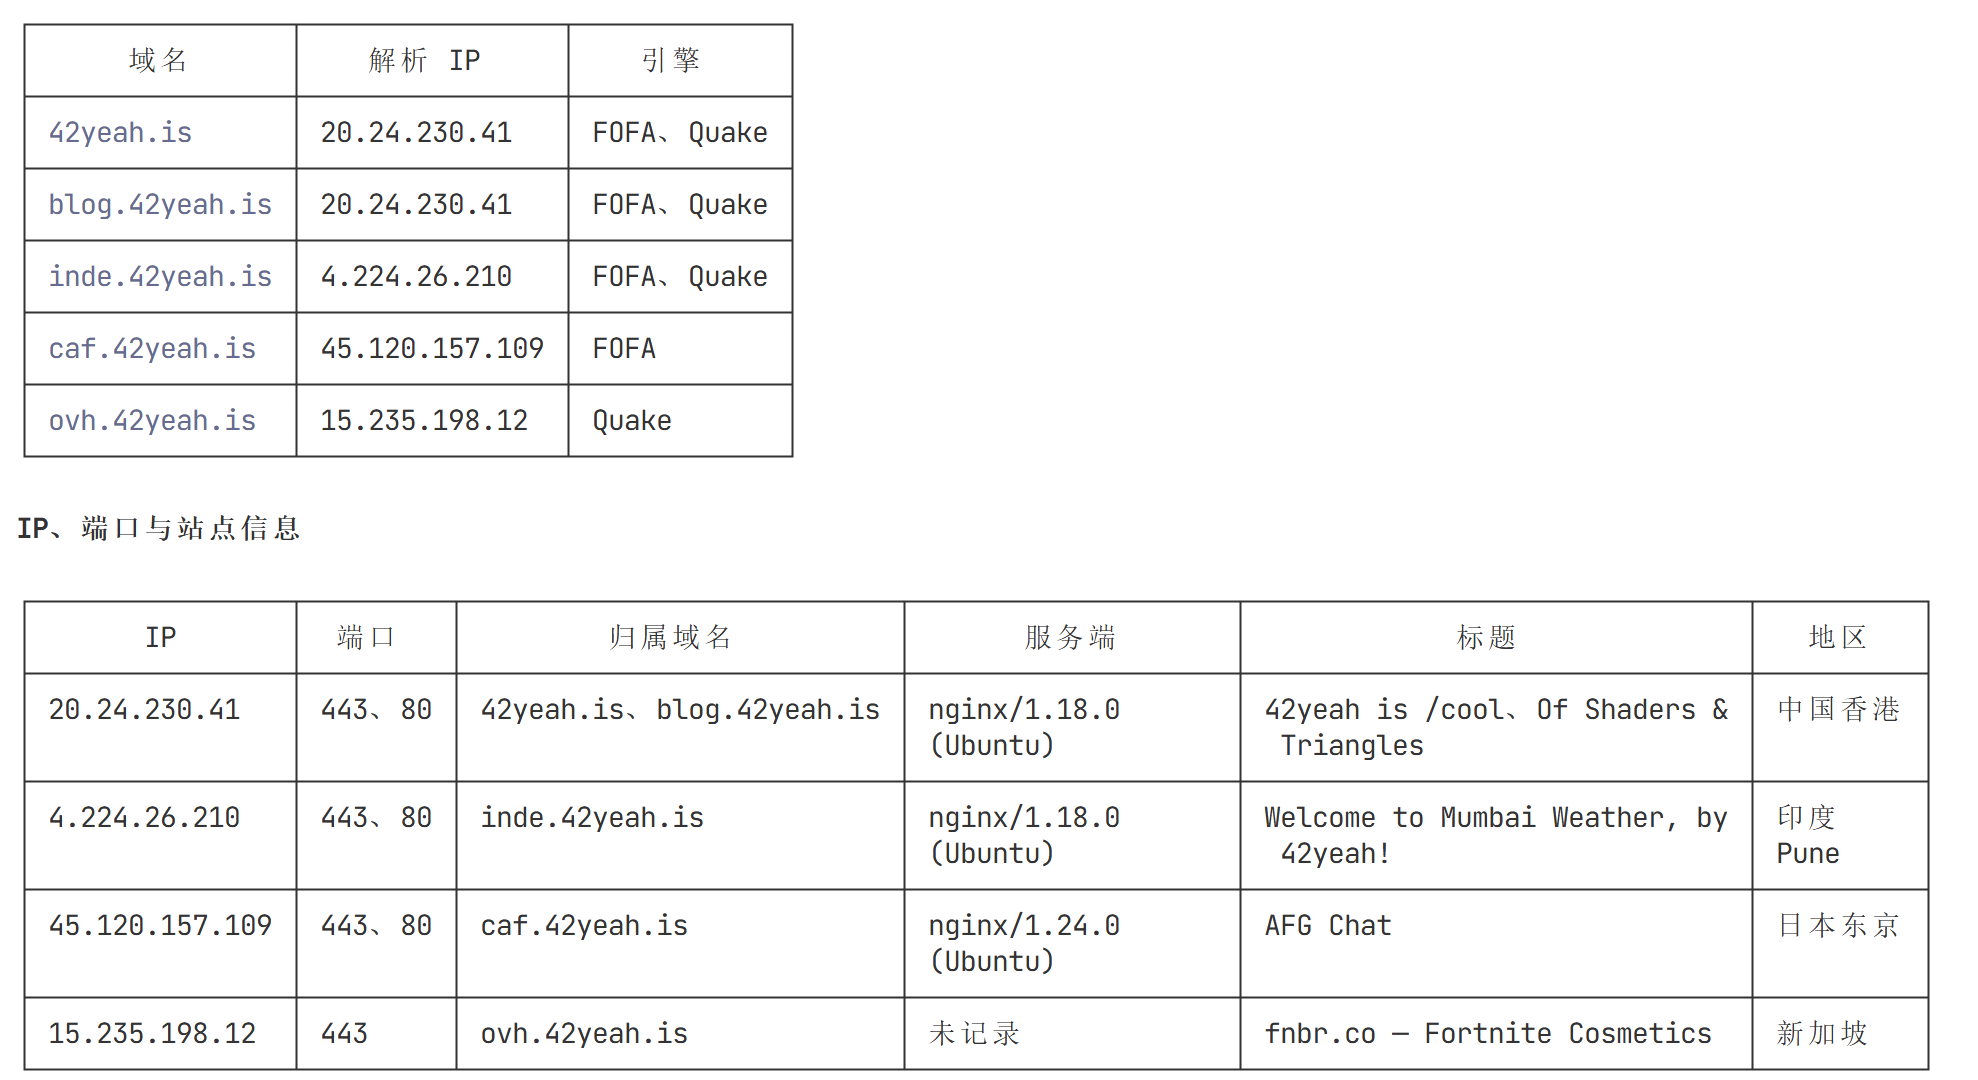 域名 解析 IP 引擎
42yeah.is 20.24.230.41 FOFA、Quake
blog.42yeah.is 20.24.230.41 FOFA、Quake
inde.42yeah.is 4.224.26.210 FOFA、Quake
caf.42yeah.is 45.120.157.109 FOFA
ovh.42yeah.is 15.235.198.12 Quake
IP、端口与站点信息
IP 端口 归属域名 服务端 标题 地区
20.24.230.41 443、80 42yeah.is、blog.42yeah.is nginx/1.18.0 42yeah is /cool、Of Shaders & 中国香港
(Ubuntu) Triangles
4.224.26.210 443、80 inde.42yeah.is nginx/1.18.0 Welcome to Mumbai Weather, by 印度
(Ubuntu) 42yeah! Pune
45.120.157.109 443、80 caf.42yeah.is nginx/1.24.0 AFG Chat 日本东京
(Ubuntu)
15.235.198.12 443 ovh.42yeah.is 未记录 fnbr.co — Fortnite Cosmetics 新加坡